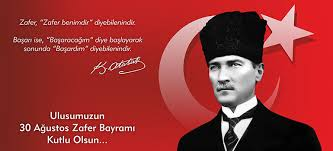 Zafer, "Zafer benimdir" diyebilenindir.
Başarı ise, "Başaracağım" diye başlayarak
sonunda "Başardım" diyebilenindir.
K. Atatürk
Ulusumuzun
30 Ağustos Zafer Bayramı
Kutlu Olsun...